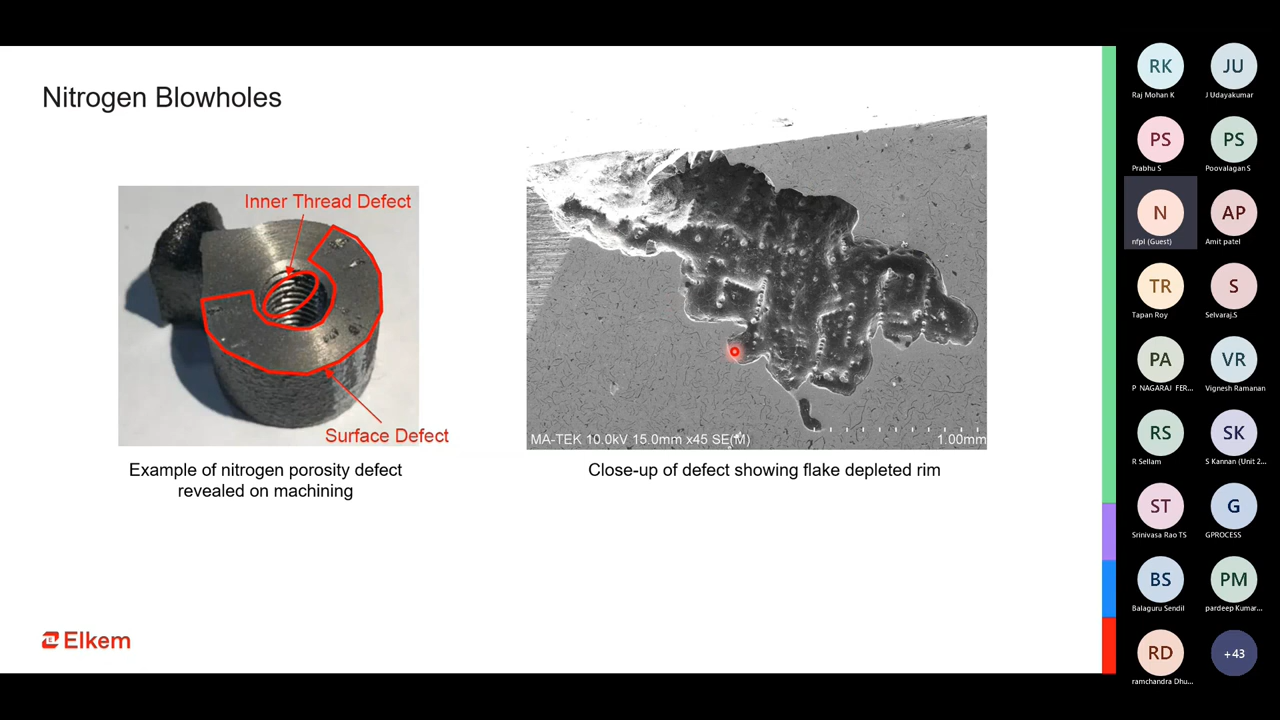 Nitrogen Blowholes
Inner Thread Defect
Surface Defect
Example of nitrogen porosity defect
revealed on machining
MA-TEK 10.0kV 15.0mm x45 SE(M)
1.00mm
Close-up of defect showing flake depleted rim
Elkem
RK
Raj Mohan K
JU
J Udayakumar
PS
Prabhu S
PS
Poovalagan S
N
nfpl (Guest)
AP
Amit patel
TR
Tapan Roy
S
Selvaraj.S
PA
P NAGARAJ FER...
VR
Vignesh Ramanan
RS
R Sellam
SK
S Kannan (Unit 2...
ST
Srinivasa Rao TS
G
GPROCESS
BS
Balaguru Sendil
PM
pardeep Kumar...
RD
ramchandra Dhu...
+43